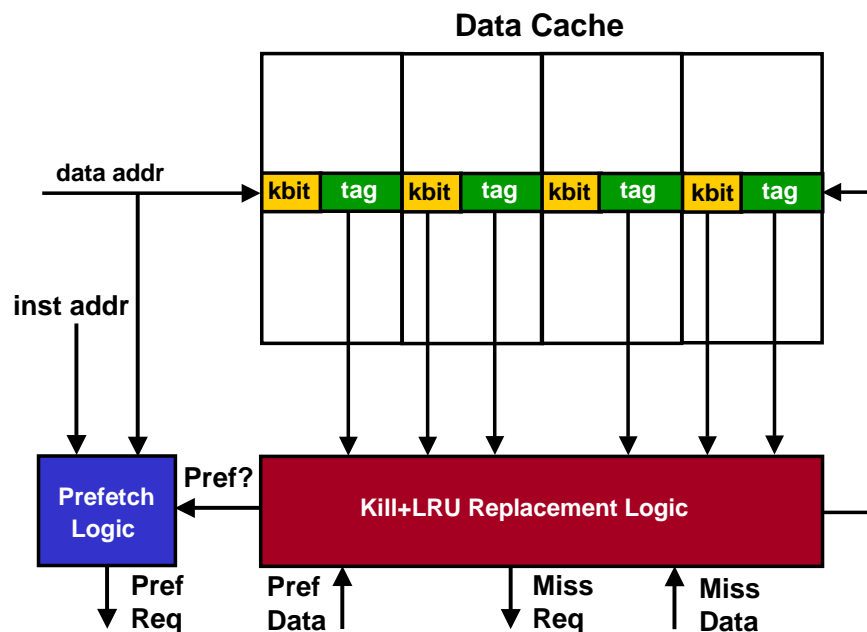 Data Cache
data addr
kbit tag kbit tag kbit tag kbit tag
inst addr
Pref?
Prefetch
Logic
Kill+LRU Replacement Logic
Pref
Req
Pref
Data
Miss
Req
Miss
Data